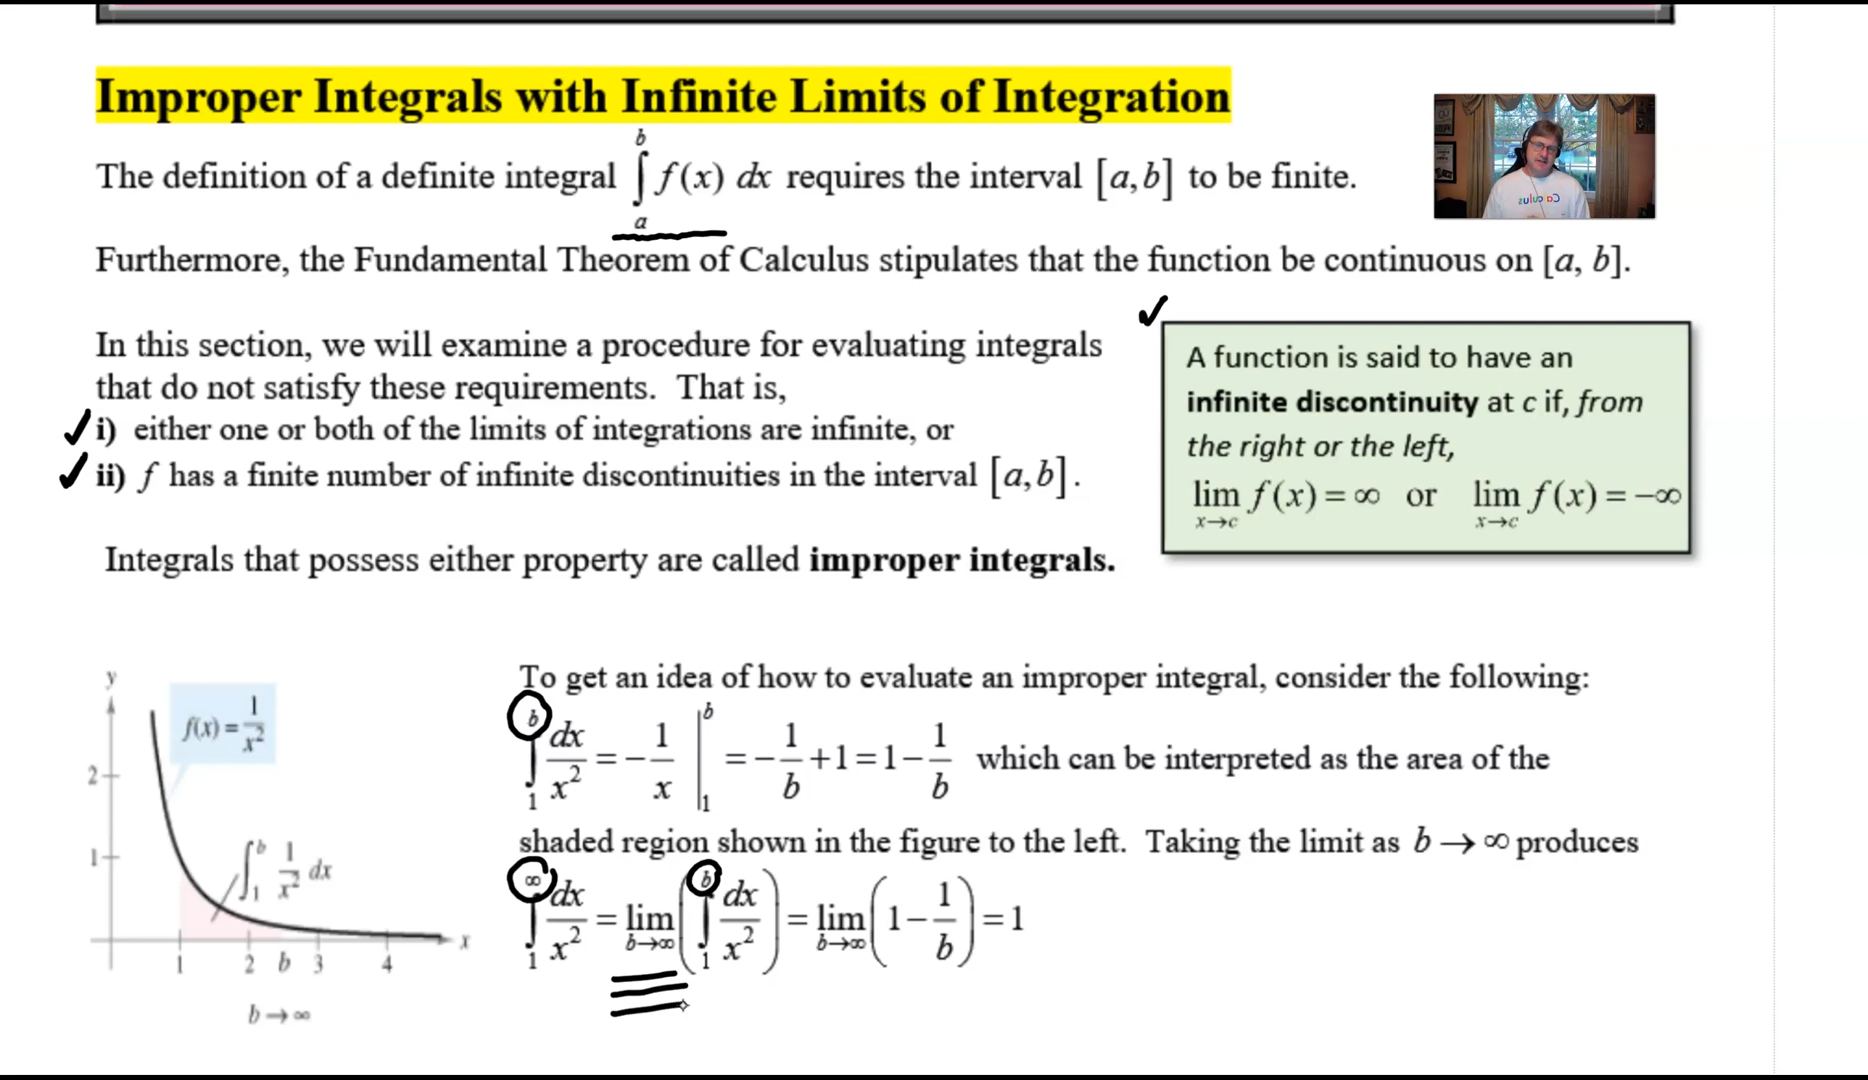 Improper Integrals with Infinite Limits of Integration
The definition of a definite integral ∫_a^b f(x) dx requires the interval [a,b] to be finite.
Furthermore, the Fundamental Theorem of Calculus stipulates that the function be continuous on [a, b].
In this section, we will examine a procedure for evaluating integrals
that do not satisfy these requirements. That is,
✓ i) either one or both of the limits of integrations are infinite, or
✓ ii) f has a finite number of infinite discontinuities in the interval [a,b].
Integrals that possess either property are called improper integrals.
✓
A function is said to have an
infinite discontinuity at c if, from
the right or the left,
lim_{x→c} f(x) = ∞ or lim_{x→c} f(x) = −∞
Calculus
y
f(x) = 1/x²
2
1
∫_1^b 1/x² dx
x
1 2 b 3 4
b → ∞
To get an idea of how to evaluate an improper integral, consider the following:
∫_1^b dx/x² = −1/x |_1^b = −1/b + 1 = 1 − 1/b which can be interpreted as the area of the
shaded region shown in the figure to the left. Taking the limit as b → ∞ produces
∫_1^∞ dx/x² = lim_{b→∞} (∫_1^b dx/x²) = lim_{b→∞} (1 − 1/b) = 1